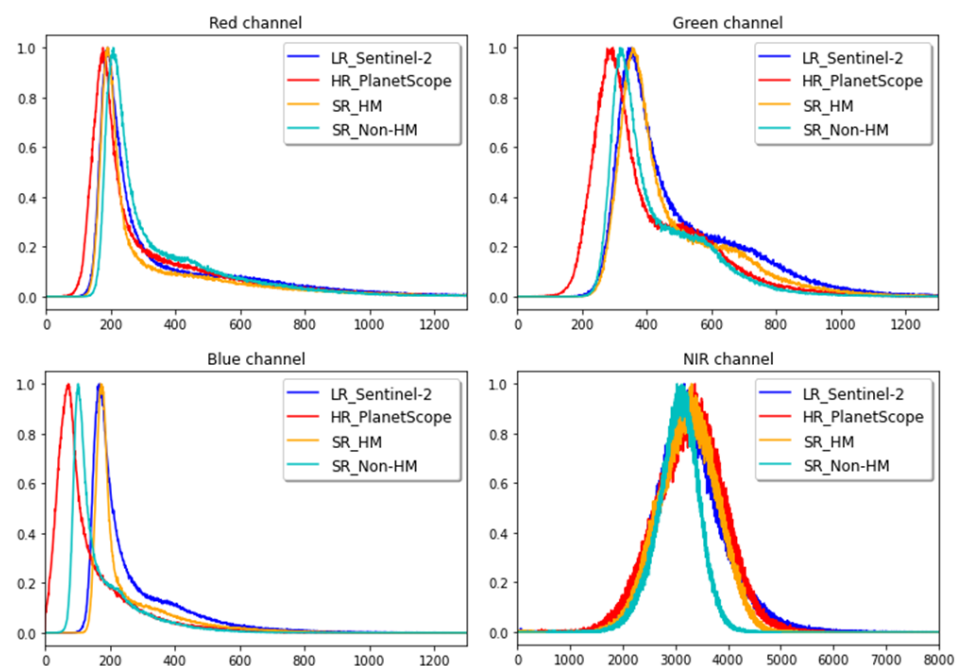 Red channel
1.0
0.8
0.6
0.4
0.2
0.0
0 200 400 600 800 1000 1200
LR_Sentinel-2
HR_PlanetScope
SR_HM
SR_Non-HM
Green channel
1.0
0.8
0.6
0.4
0.2
0.0
0 200 400 600 800 1000 1200
LR_Sentinel-2
HR_PlanetScope
SR_HM
SR_Non-HM
Blue channel
1.0
0.8
0.6
0.4
0.2
0.0
0 200 400 600 800 1000 1200
LR_Sentinel-2
HR_PlanetScope
SR_HM
SR_Non-HM
NIR channel
1.0
0.8
0.6
0.4
0.2
0.0
0 1000 2000 3000 4000 5000 6000 7000 8000
LR_Sentinel-2
HR_PlanetScope
SR_HM
SR_Non-HM